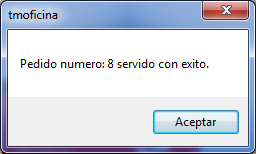 tmoficina
Pedido numero: 8 servido con exito.
Aceptar